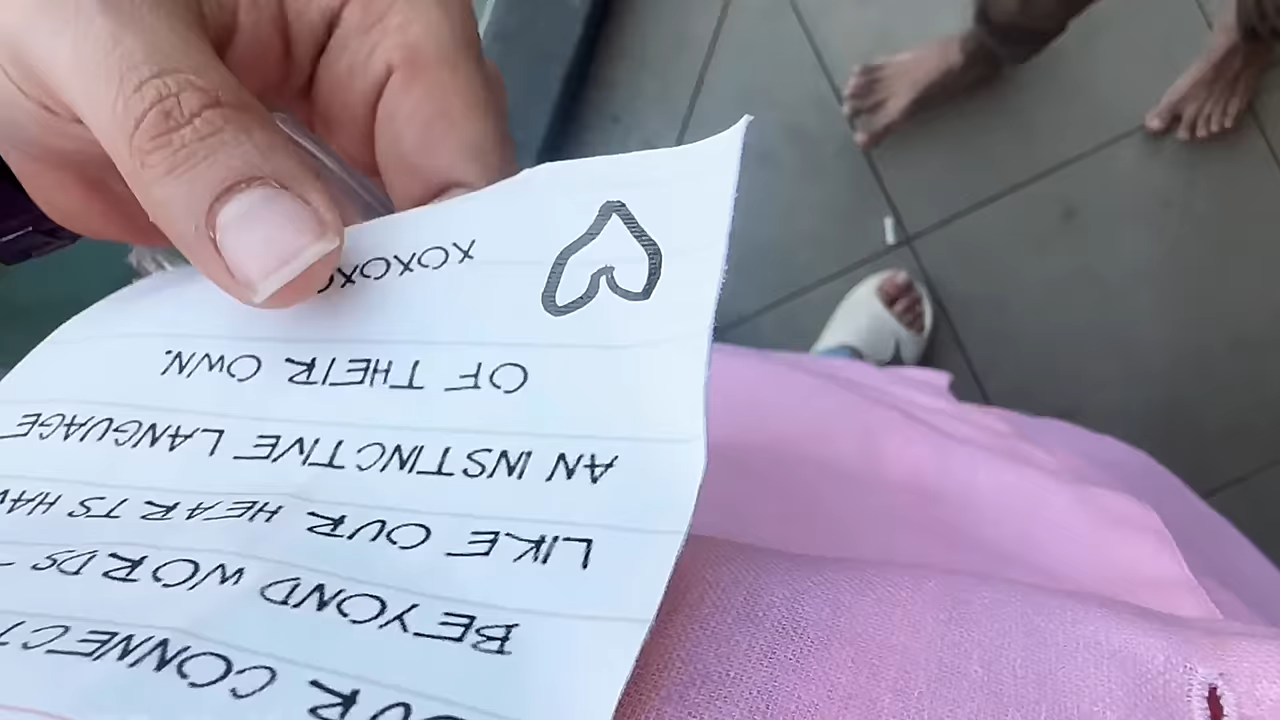 OUR CONNECT
BEYOND WORDS -
LIKE OUR HEARTS HAV
AN INSTINCTIVE LANGUAGE
OF THEIR OWN.
XOXOX